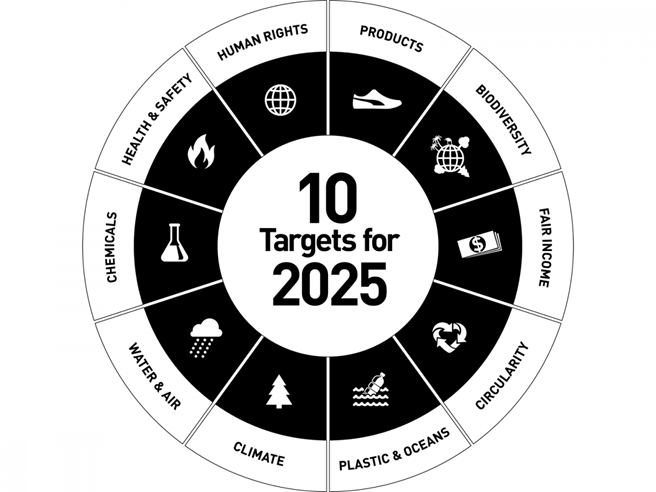 10
Targets for
2025
HUMAN RIGHTS
PRODUCTS
BIODIVERSITY
FAIR INCOME
CIRCULARITY
PLASTIC & OCEANS
CLIMATE
WATER & AIR
CHEMICALS
HEALTH & SAFETY
$